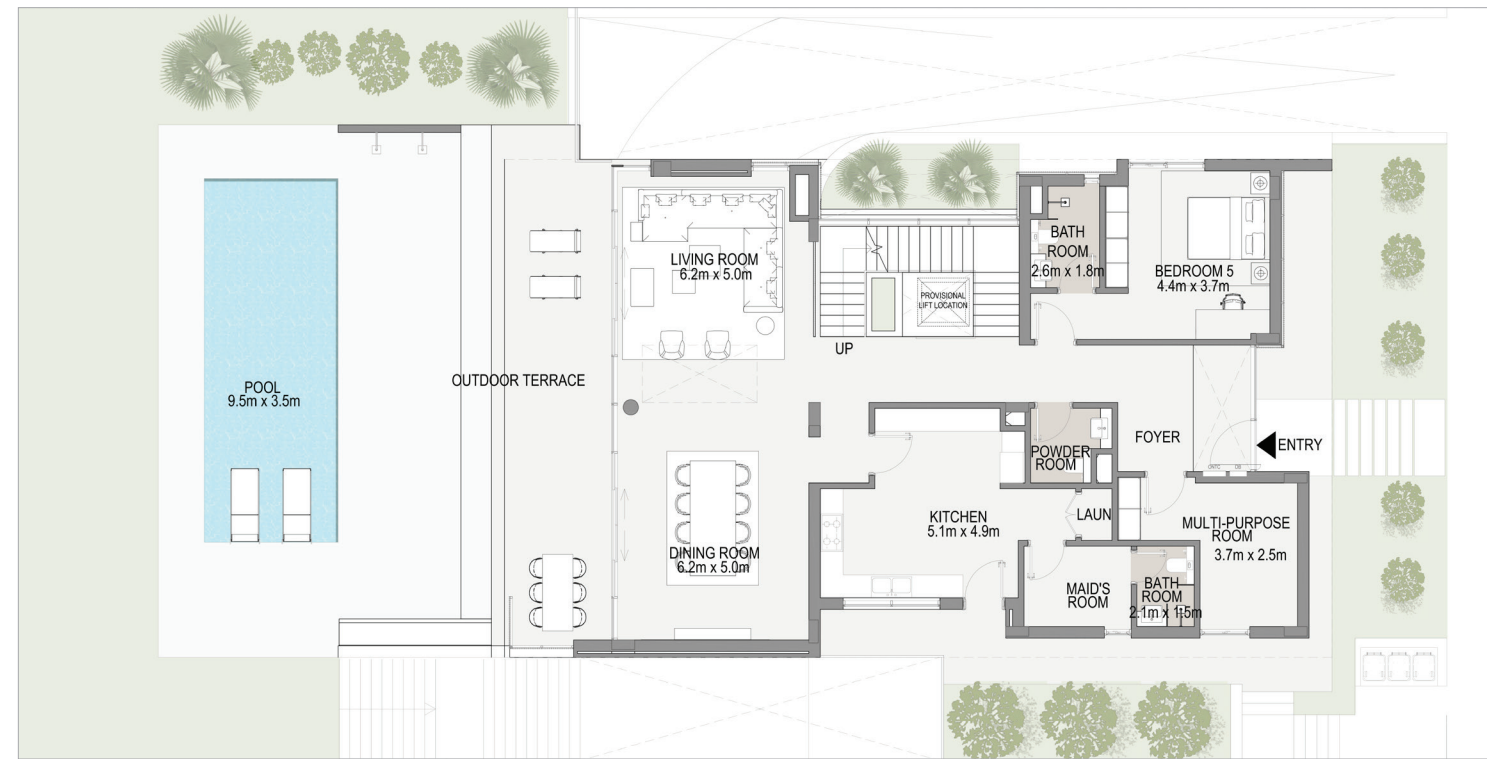 LIVING ROOM
6.2m x 5.0m
BATH
ROOM
2.6m x 1.8m
BEDROOM 5
4.4m x 3.7m
PROVISIONAL
LIFT LOCATION
UP
POOL
9.5m x 3.5m
OUTDOOR TERRACE
FOYER
ENTRY
POWDER
ROOM
DB
KITCHEN
5.1m x 4.9m
LAUN
MULTI-PURPOSE
ROOM
3.7m x 2.5m
DINING ROOM
6.2m x 5.0m
MAID'S
ROOM
BATH
ROOM
2.1m x 1.5m